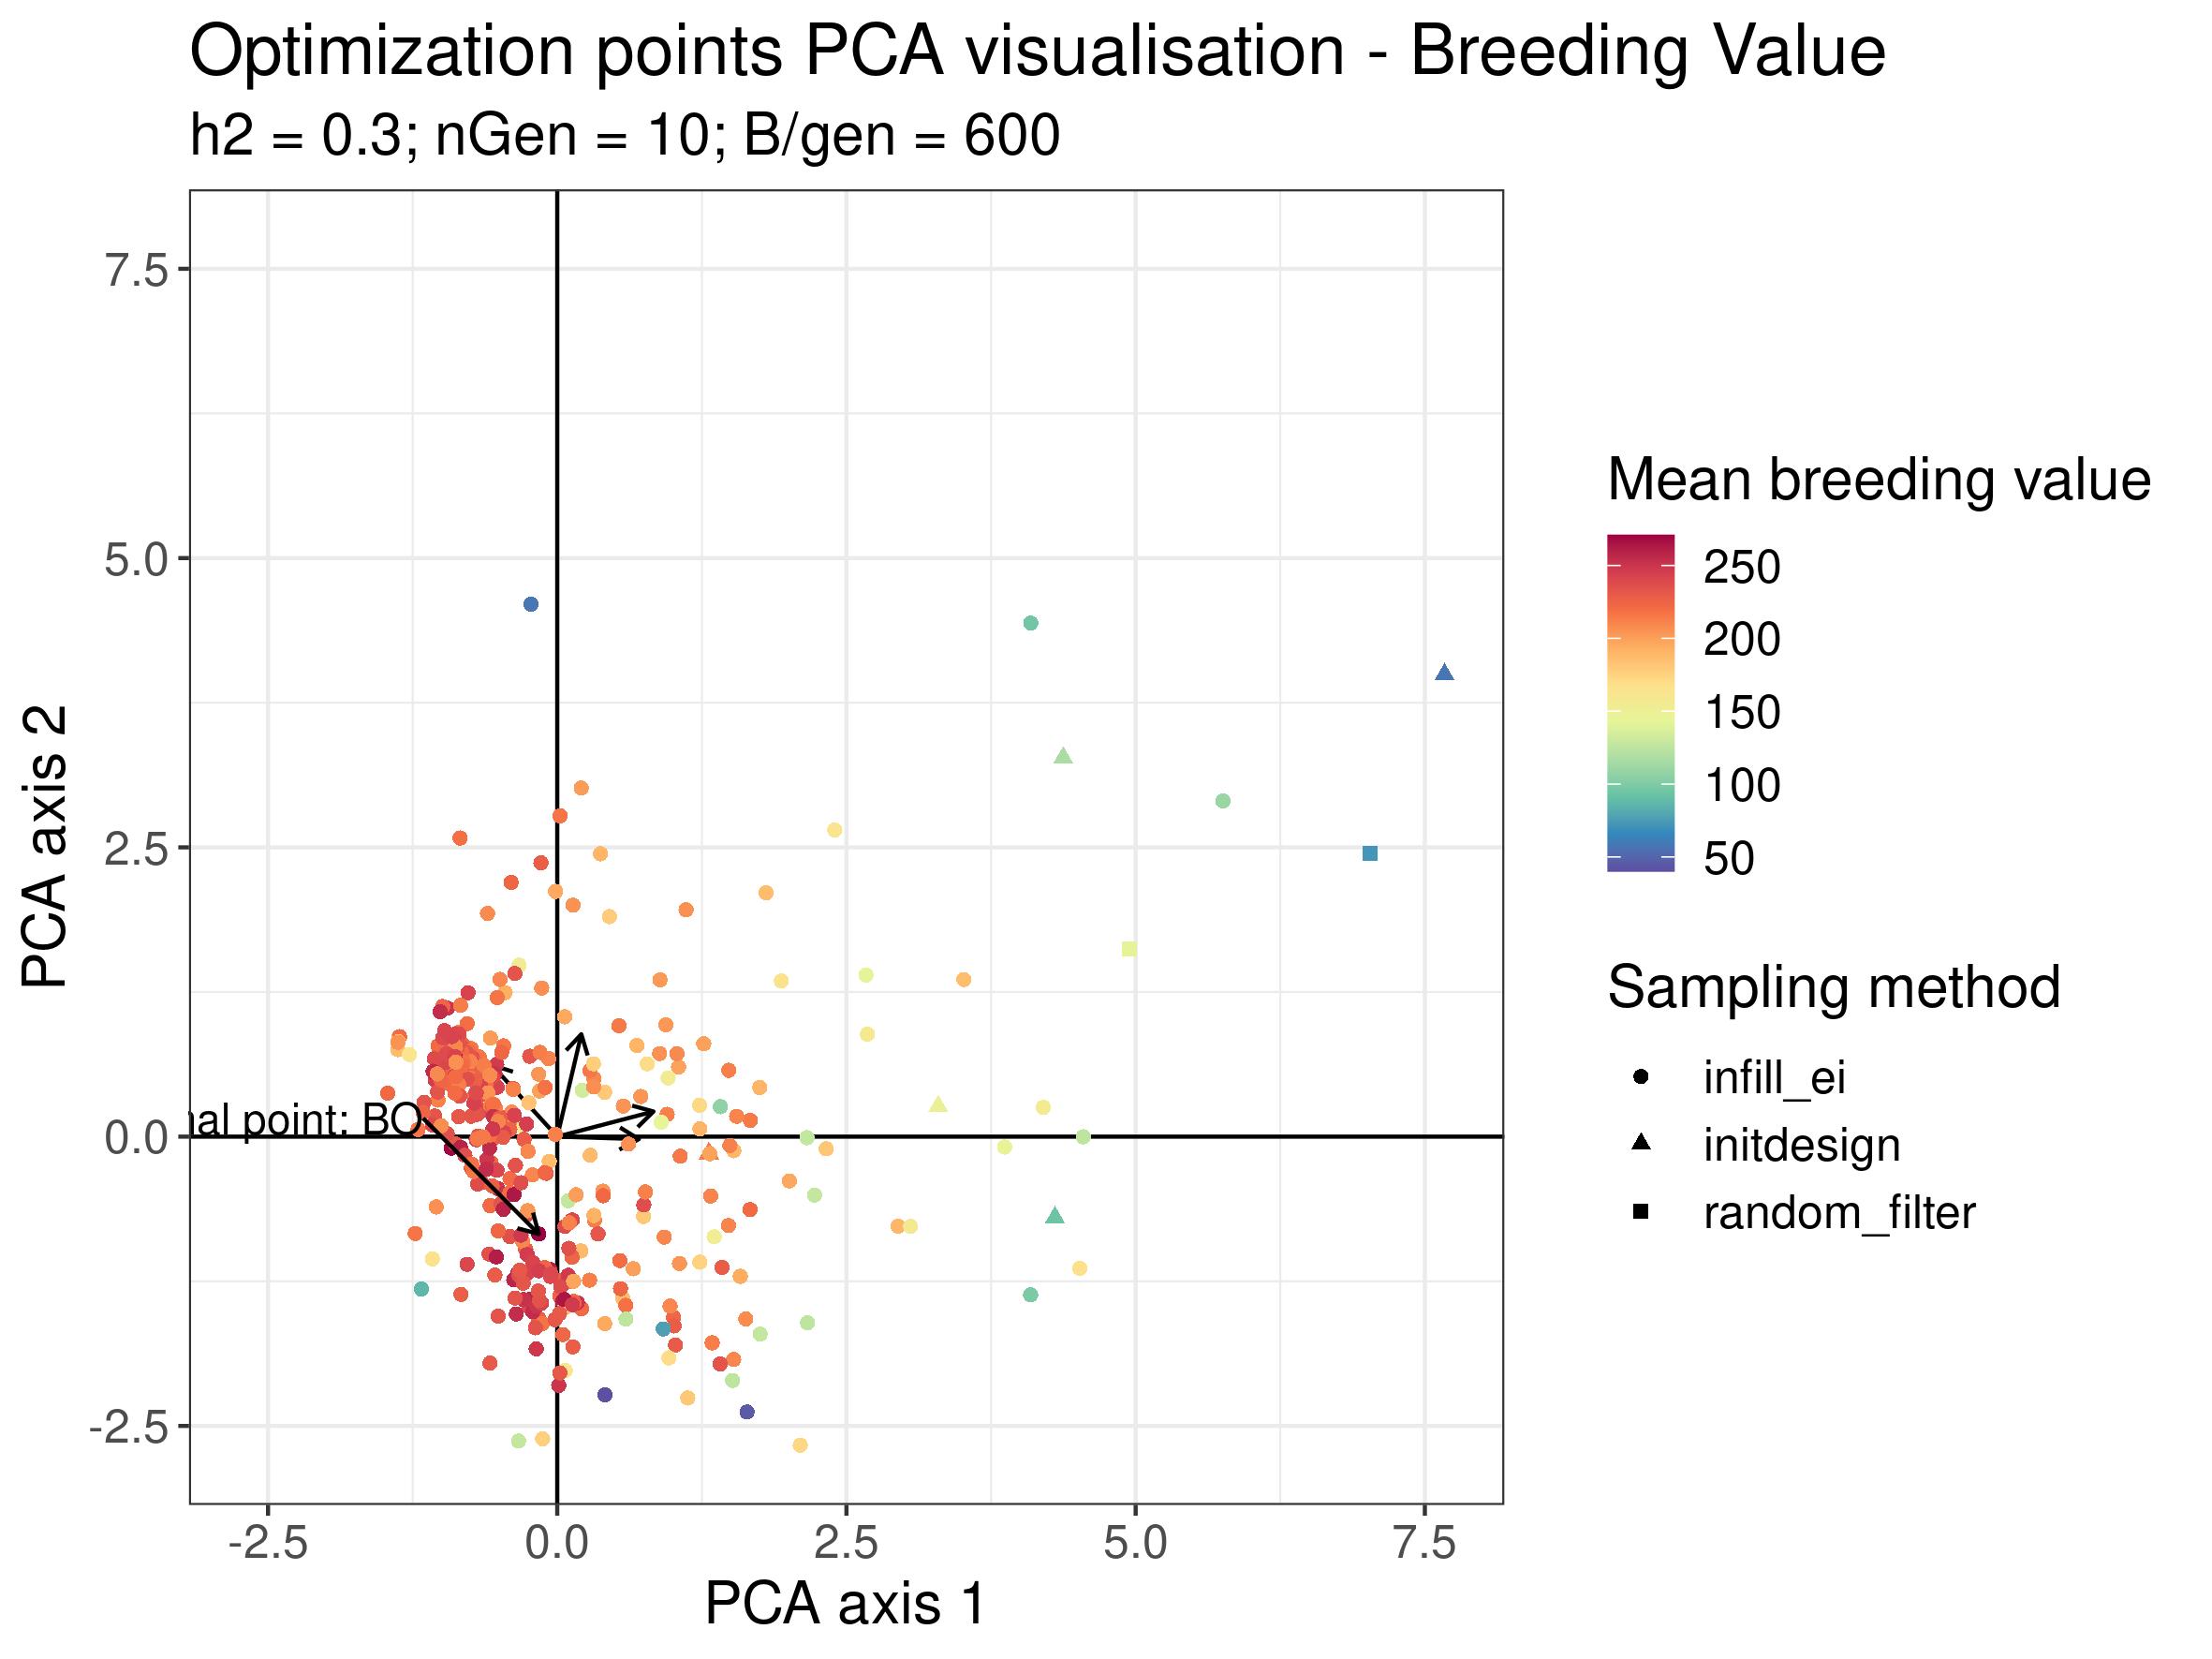 Optimization points PCA visualisation - Breeding Value
h2 = 0.3; nGen = 10; B/gen = 600
PCA axis 2
7.5
5.0
2.5
0.0
-2.5
nal point: BO
-2.5 0.0 2.5 5.0 7.5
PCA axis 1
Mean breeding value
250
200
150
100
50
Sampling method
infill_ei
initdesign
random_filter